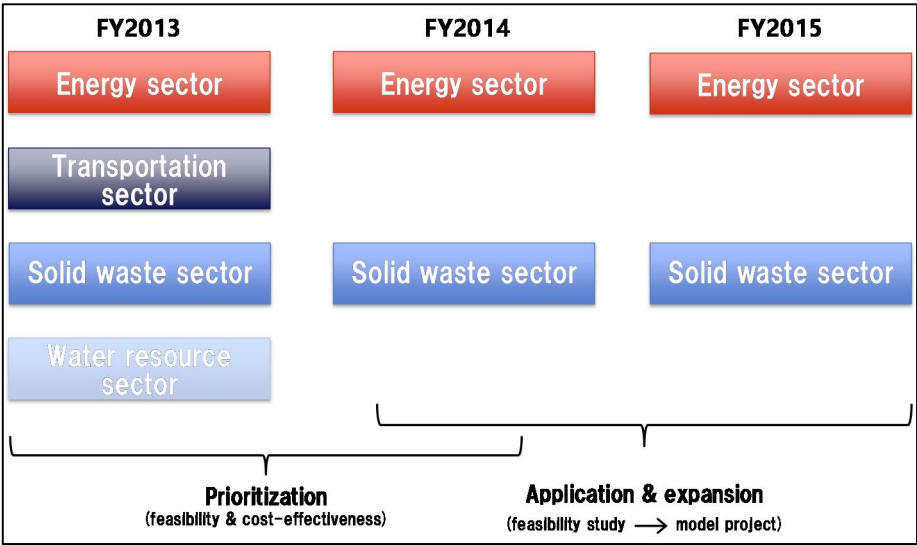 FY2013 FY2014 FY2015
Energy sector Energy sector Energy sector
Transportation
sector
Solid waste sector Solid waste sector Solid waste sector
Water resource
sector
Prioritization
(feasibility & cost-effectiveness)
Application & expansion
(feasibility study → model project)